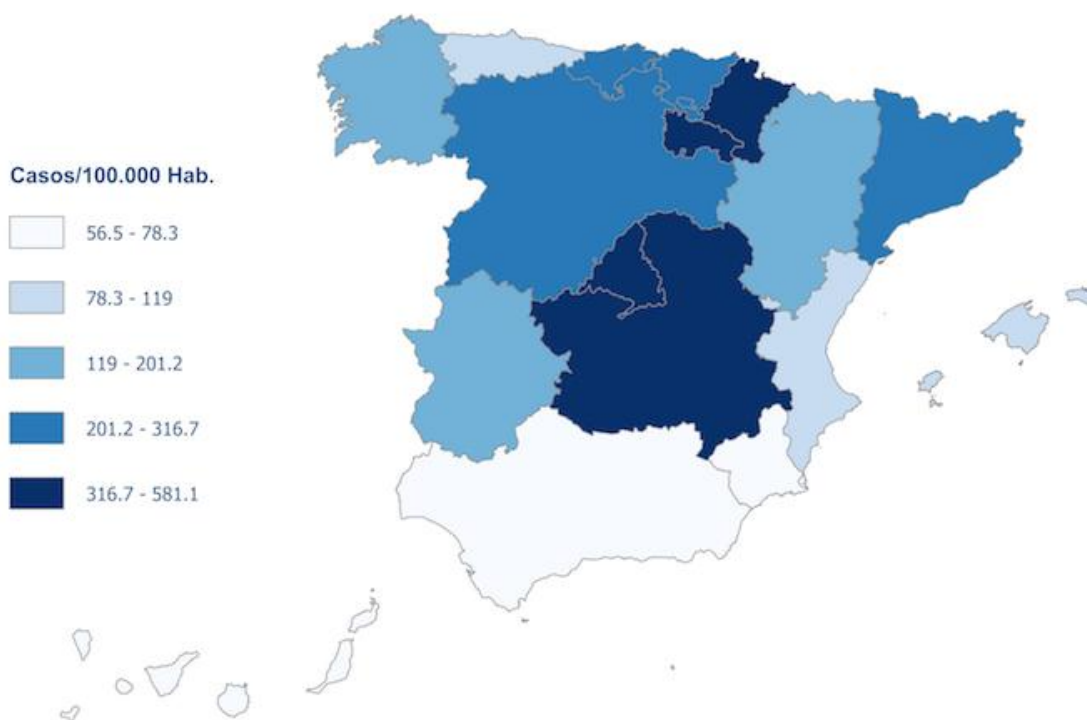 Casos/100.000 Hab.
56.5 - 78.3
78.3 - 119
119 - 201.2
201.2 - 316.7
316.7 - 581.1